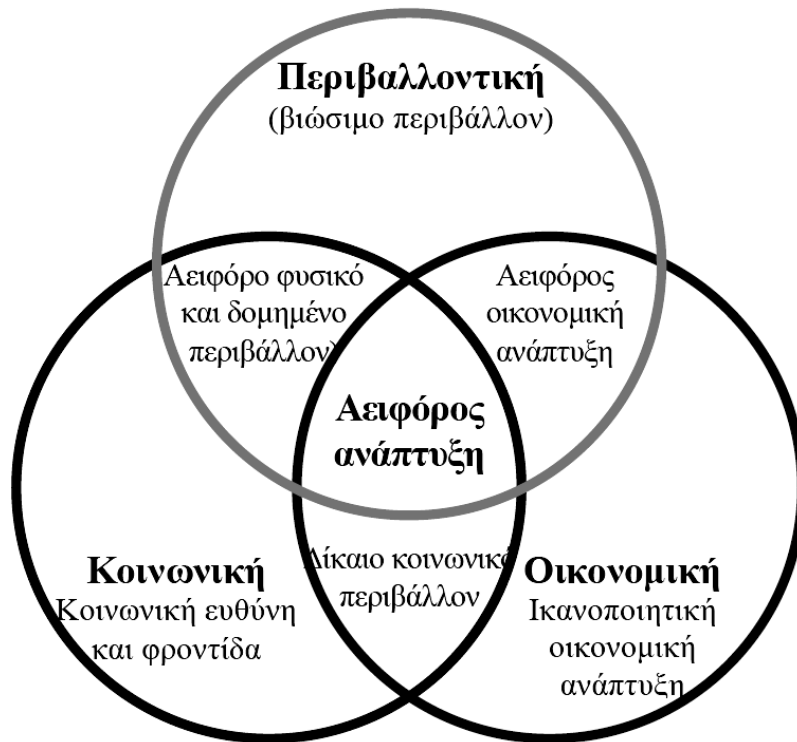 Περιβαλλοντική
(βιώσιμο περιβάλλον)
Αειφόρο φυσικό
και δομημένο
περιβάλλον)
Αειφόρος
οικονομική
ανάπτυξη
Αειφόρος
ανάπτυξη
Κοινωνική
Κοινωνική ευθύνη
και φροντίδα
Δίκαιο κοινωνικό
περιβάλλον
Οικονομική
Ικανοποιητική
οικονομική
ανάπτυξη